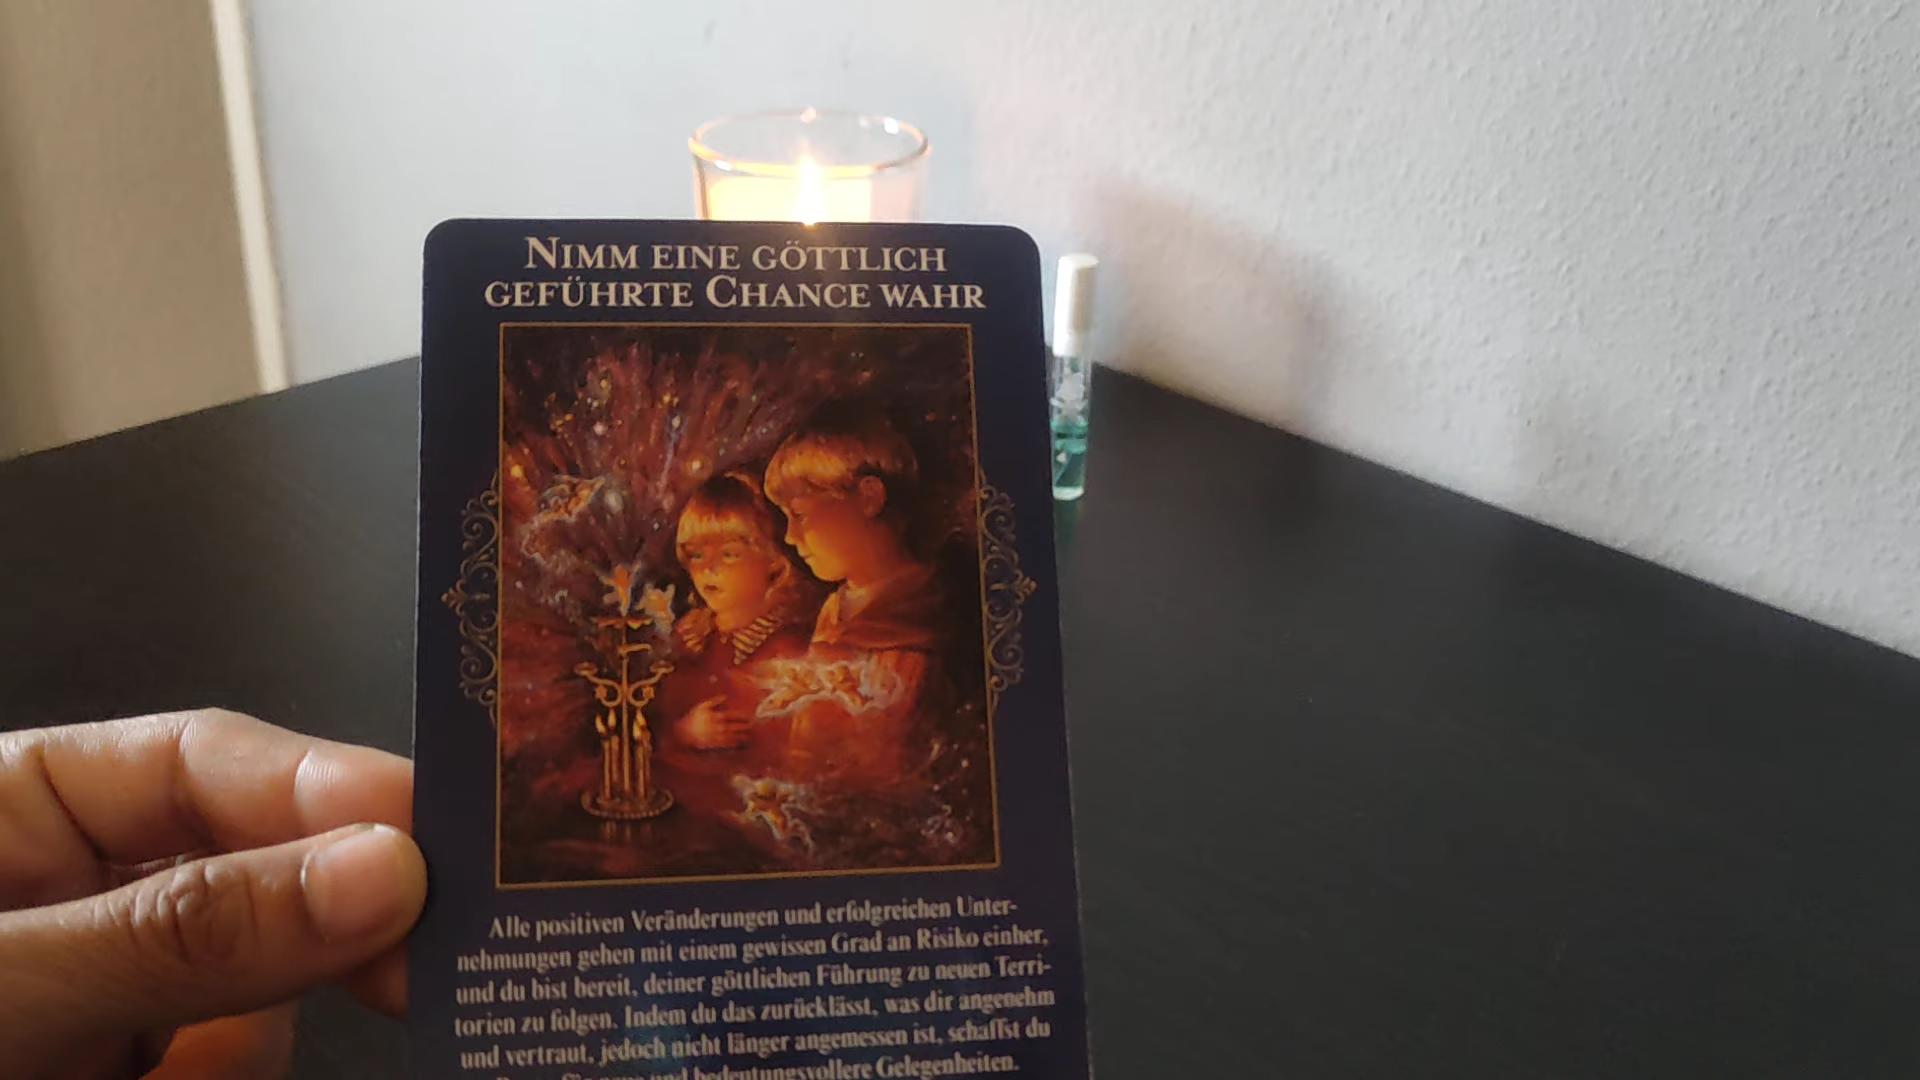 NIMM EINE GÖTTLICH
GEFÜHRTE CHANCE WAHR
Alle positiven Veränderungen und erfolgreichen Unter-
nehmungen gehen mit einem gewissen Grad an Risiko einher,
und du bist bereit, deiner göttlichen Führung zu neuen Terri-
torien zu folgen. Indem du das zurücklässt, was dir angenehm
und vertraut, jedoch nicht länger angemessen ist, schaffst du
und bedeutungsvollere Gelegenheiten.